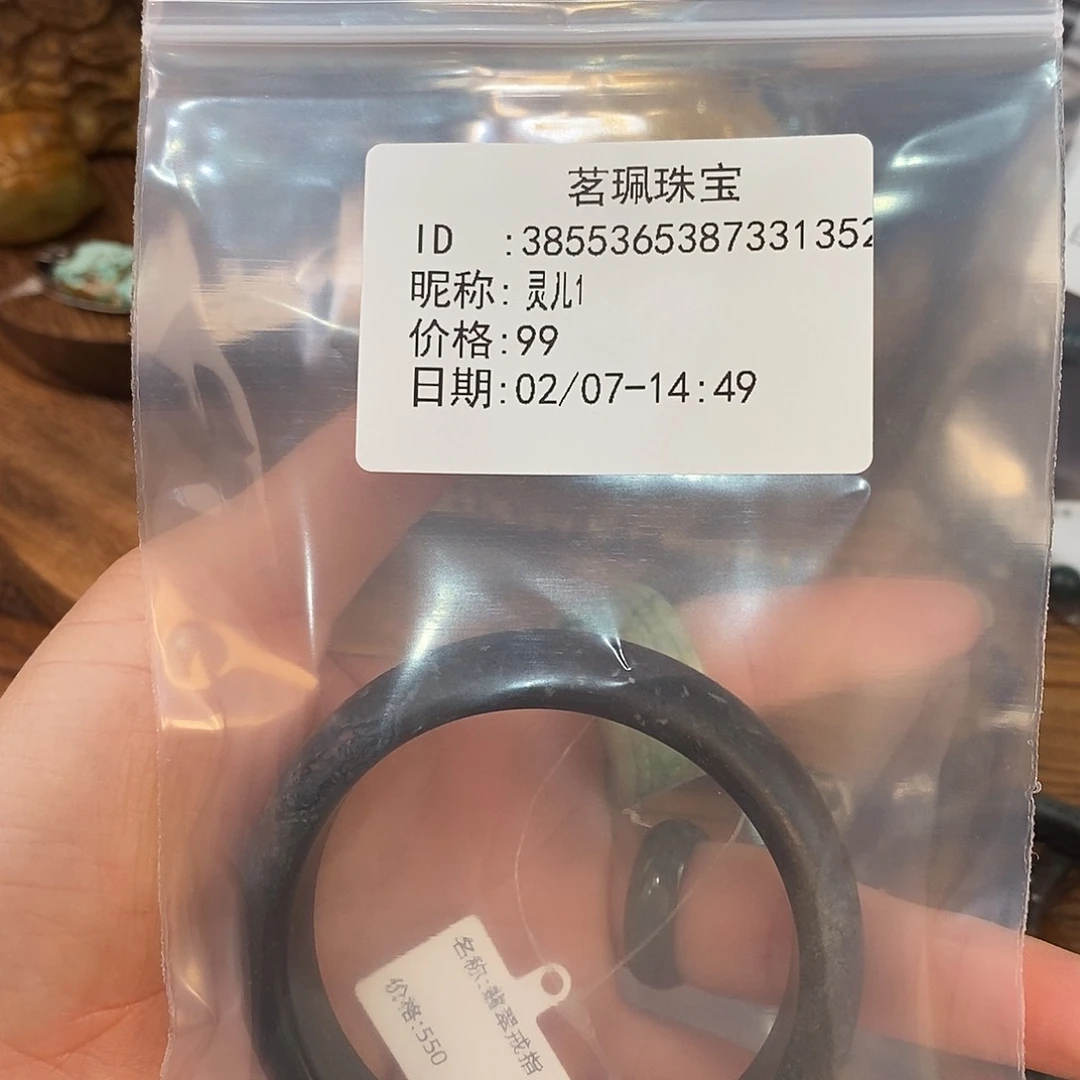 茗珮珠宝
ID :3855365387331352
昵称: 灵儿1
价格:99
日期:02/07-14:49
名称:翡翠戒指
价格:550